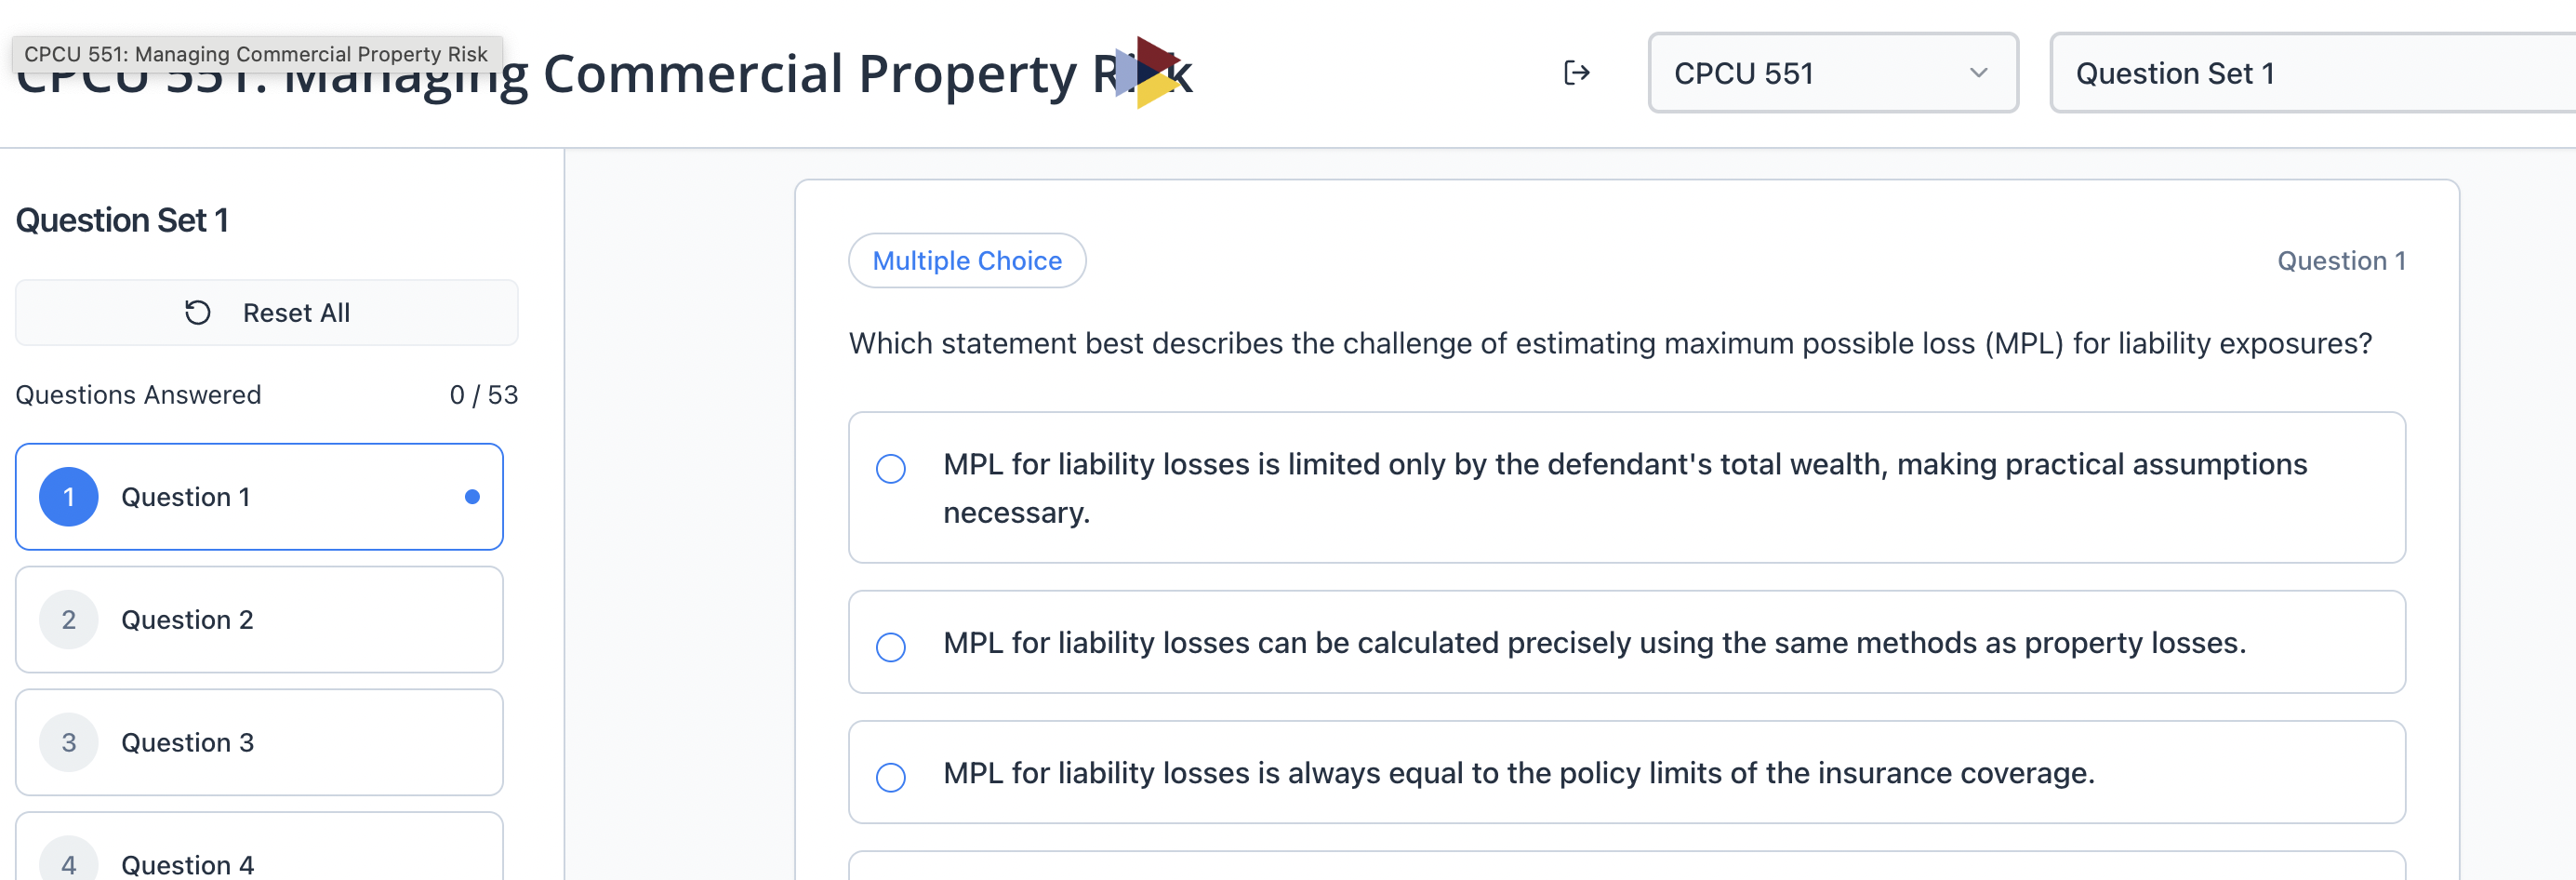 CPCU 551: Managing Commercial Property Risk
CPCU 551: Managing Commercial Property Risk
CPCU 551
Question Set 1
Question Set 1
Reset All
Questions Answered
0 / 53
1
Question 1
2
Question 2
3
Question 3
4
Question 4
Multiple Choice
Question 1
Which statement best describes the challenge of estimating maximum possible loss (MPL) for liability exposures?
MPL for liability losses is limited only by the defendant's total wealth, making practical assumptions
necessary.
MPL for liability losses can be calculated precisely using the same methods as property losses.
MPL for liability losses is always equal to the policy limits of the insurance coverage.